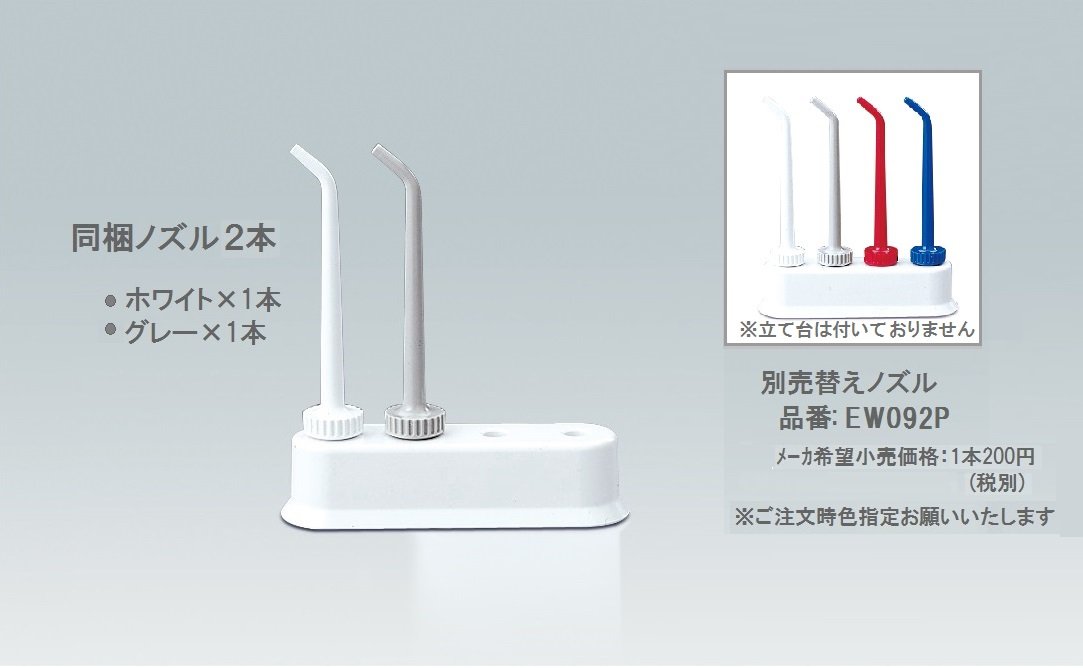 同梱ノズル２本
● ホワイト×1本
● グレー×1本
※立て台は付いておりません
別売替えノズル
品番:EW092P
ﾒｰｶ希望小売価格:1本200円
(税別)
※ご注文時色指定お願いいたします